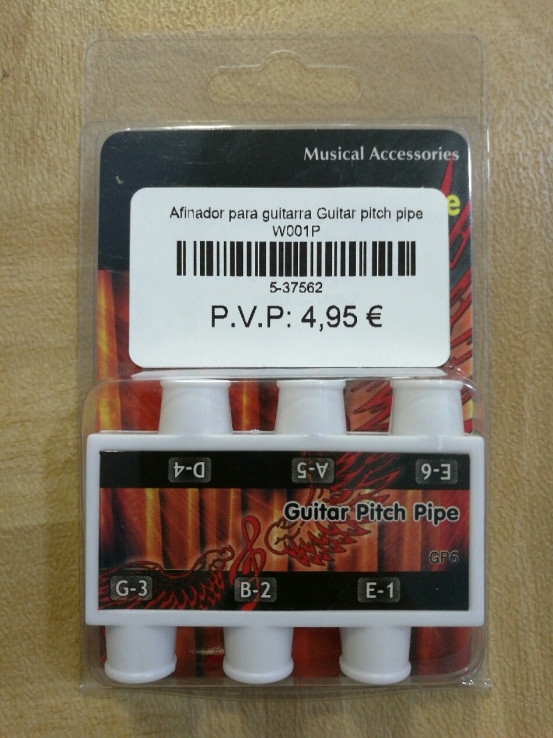 Musical Accessories
e
Afinador para guitarra Guitar pitch pipe
W001P
5-37562
P.V.P: 4,95 €
D-4 A-5 E-6
Guitar Pitch Pipe
GP6
G-3 B-2 E-1